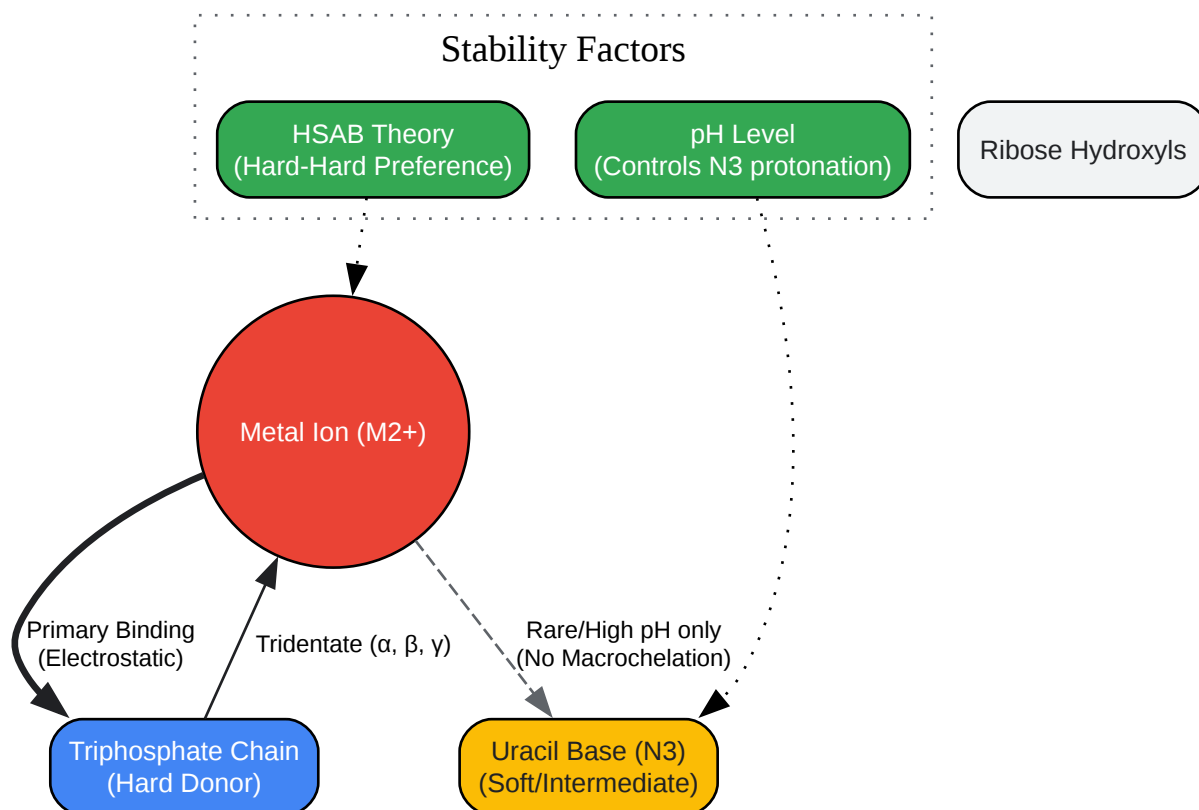 Stability Factors
HSAB Theory
(Hard-Hard Preference)
pH Level
(Controls N3 protonation)
Ribose Hydroxyls
Metal Ion (M2+)
Primary Binding
(Electrostatic)
Tridentate (α, β, γ)
Rare/High pH only
(No Macrochelation)
Triphosphate Chain
(Hard Donor)
Uracil Base (N3)
(Soft/Intermediate)